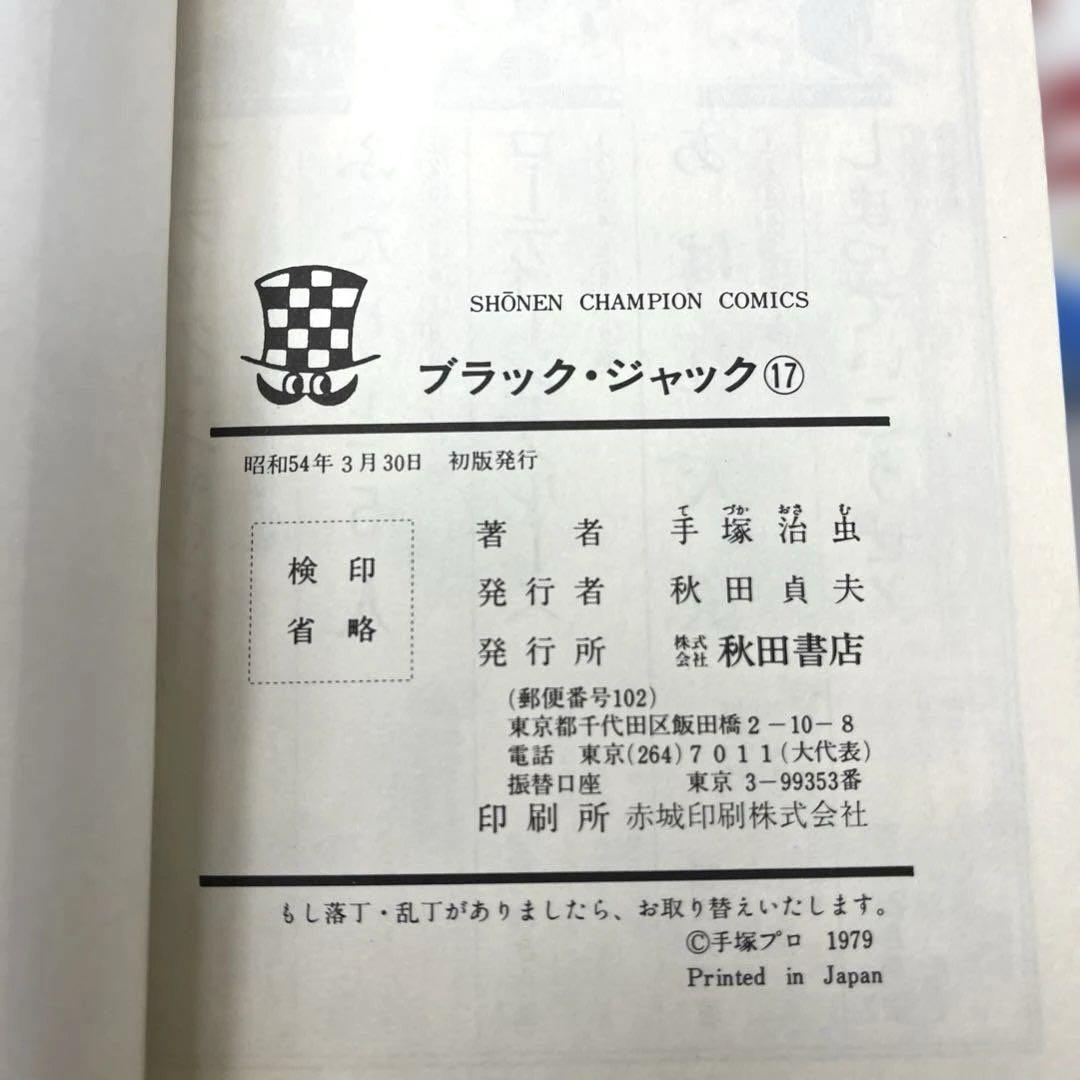 SHŌNEN CHAMPION COMICS
ブラック・ジャック⑰
昭和54年3月30日 初版発行
検印
省略
著者 手塚治虫
てづかおさむ
発行者 秋田貞夫
発行所 株式会社 秋田書店
(郵便番号102)
東京都千代田区飯田橋2-10-8
電話 東京(264)7011(大代表)
振替口座 東京 3-99353番
印刷所 赤城印刷株式会社
もし落丁・乱丁がありましたら、お取り替えいたします。
©手塚プロ 1979
Printed in Japan